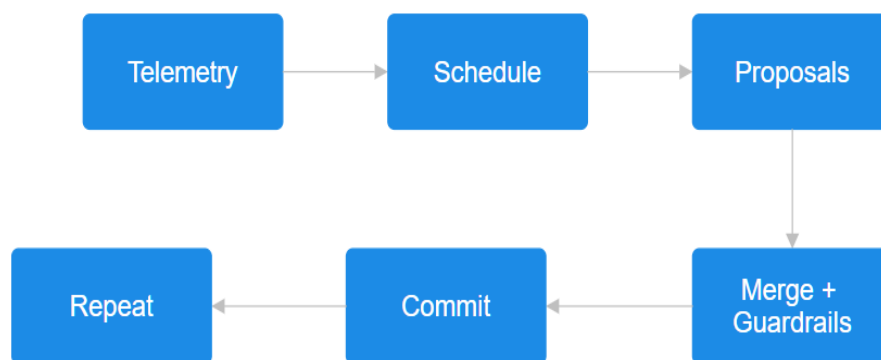 Telemetry
Schedule
Proposals
Merge +
Guardrails
Commit
Repeat